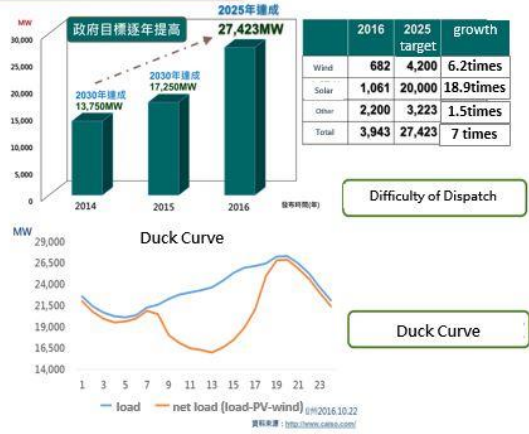 MW
政府目標逐年提高
2025年達成
27,423MW
2030年達成
17,250MW
2030年達成
13,750MW
30,000
25,000
20,000
15,000
10,000
5,000
0
2014 2015 2016 發布時間(年)
2016 2025 target growth
Wind 682 4,200 6.2times
Solar 1,061 20,000 18.9times
Other 2,200 3,223 1.5times
Total 3,943 27,423 7 times
Difficulty of Dispatch
MW
Duck Curve
29,000
26,500
24,000
21,500
19,000
16,500
14,000
1 3 5 7 9 11 13 15 17 19 21 23
load net load (load-PV-wind)
2016.10.22
資料來源：http://www.caiso.com/
Duck Curve